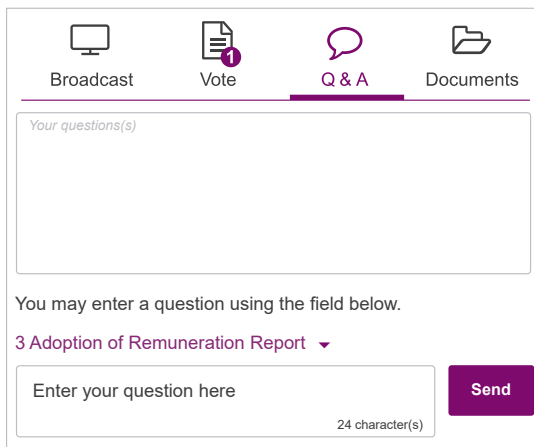 1
Broadcast Vote Q & A Documents
Your questions(s)
You may enter a question using the field below.
3 Adoption of Remuneration Report
Enter your question here
Send
24 character(s)